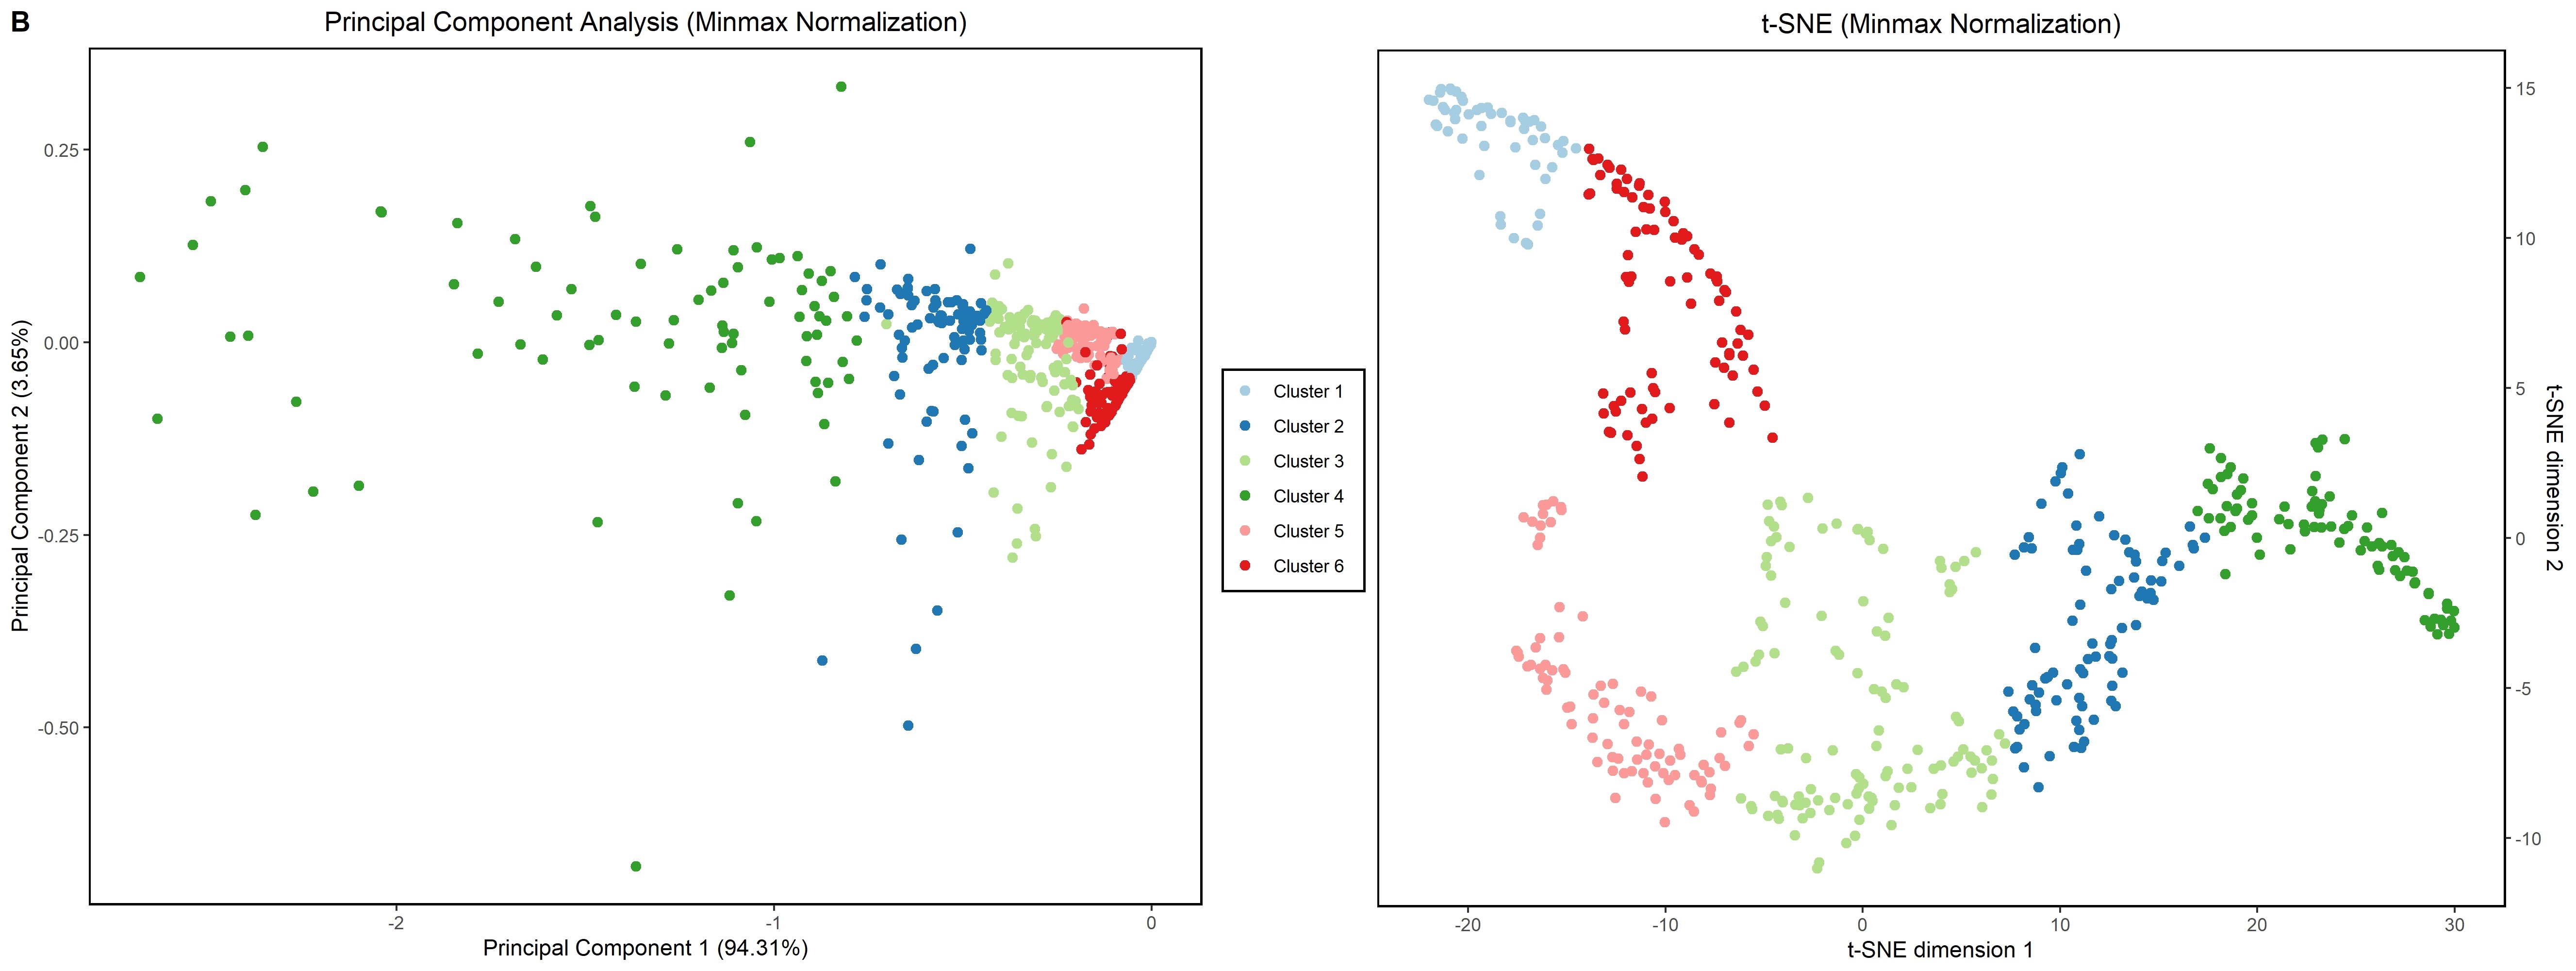 B
Principal Component Analysis (Minmax Normalization)
Principal Component 2 (3.65%)
0.25
0.00
-0.25
-0.50
-2
-1
0
Principal Component 1 (94.31%)
Cluster 1
Cluster 2
Cluster 3
Cluster 4
Cluster 5
Cluster 6
t-SNE (Minmax Normalization)
15
10
5
0
-5
-10
t-SNE dimension 2
-20
-10
0
10
20
30
t-SNE dimension 1